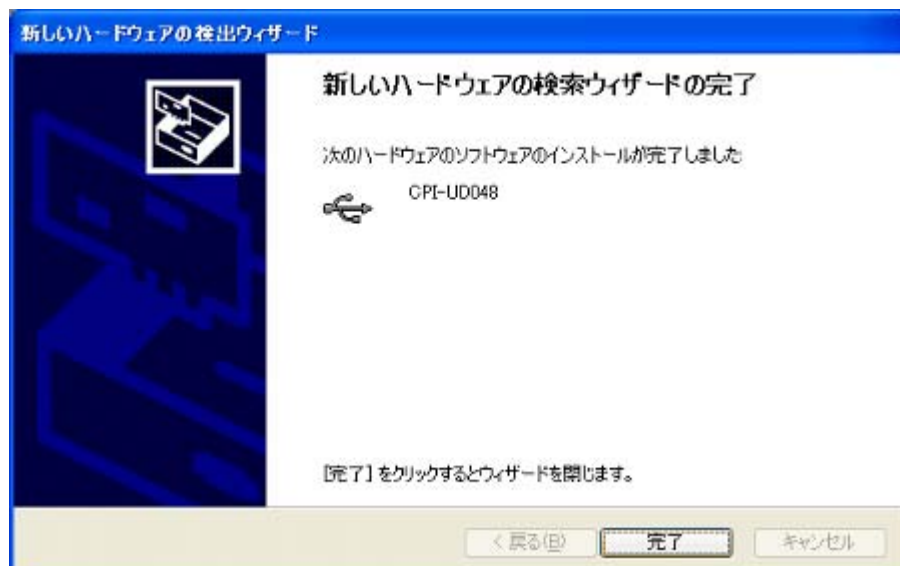 新しいハードウェアの検出ウィザード
新しいハードウェアの検索ウィザードの完了
次のハードウェアのソフトウェアのインストールが完了しました:
CPI-UD048
[完了] をクリックするとウィザードを閉じます。
< 戻る(B)
完了
キャンセル